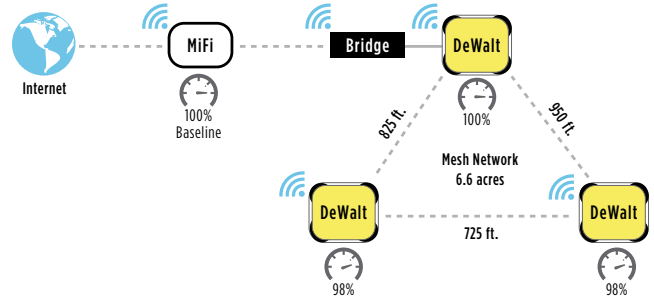 Internet
MiFi
100%
Baseline
Bridge
DeWalt
100%
825 ft.
950 ft.
Mesh Network
6.6 acres
DeWalt
98%
725 ft.
DeWalt
98%